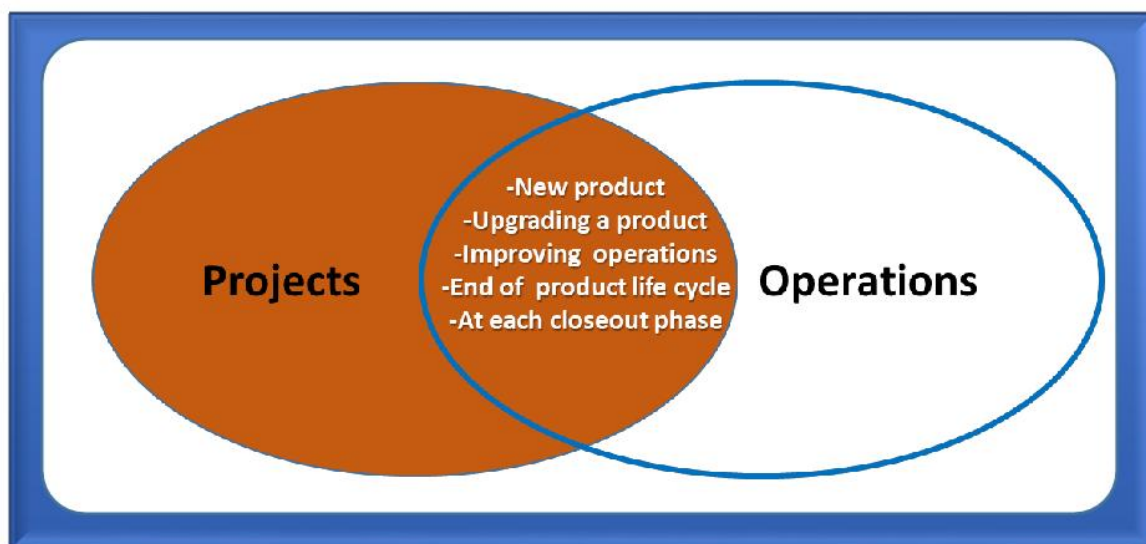 Projects
-New product
-Upgrading a product
-Improving  operations
-End of  product life cycle
-At each closeout phase
Operations